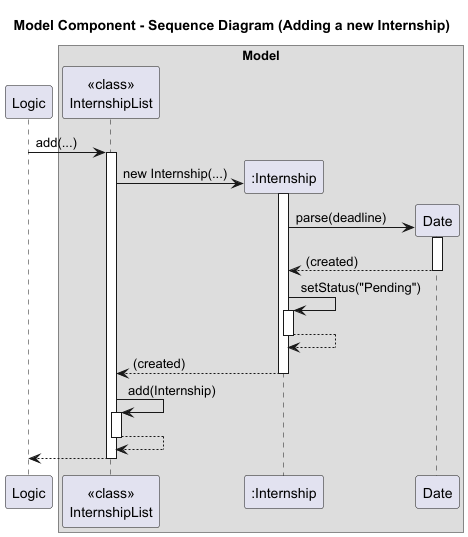 Model Component - Sequence Diagram (Adding a new Internship)
Model
«class»
Logic
InternshipList
add(...)
new Internship(...)
:Internship
parse(deadline)
Date
(created)
setStatus("Pending")
(created)
add(Internship)
Logic
«class»
InternshipList
:Internship
Date